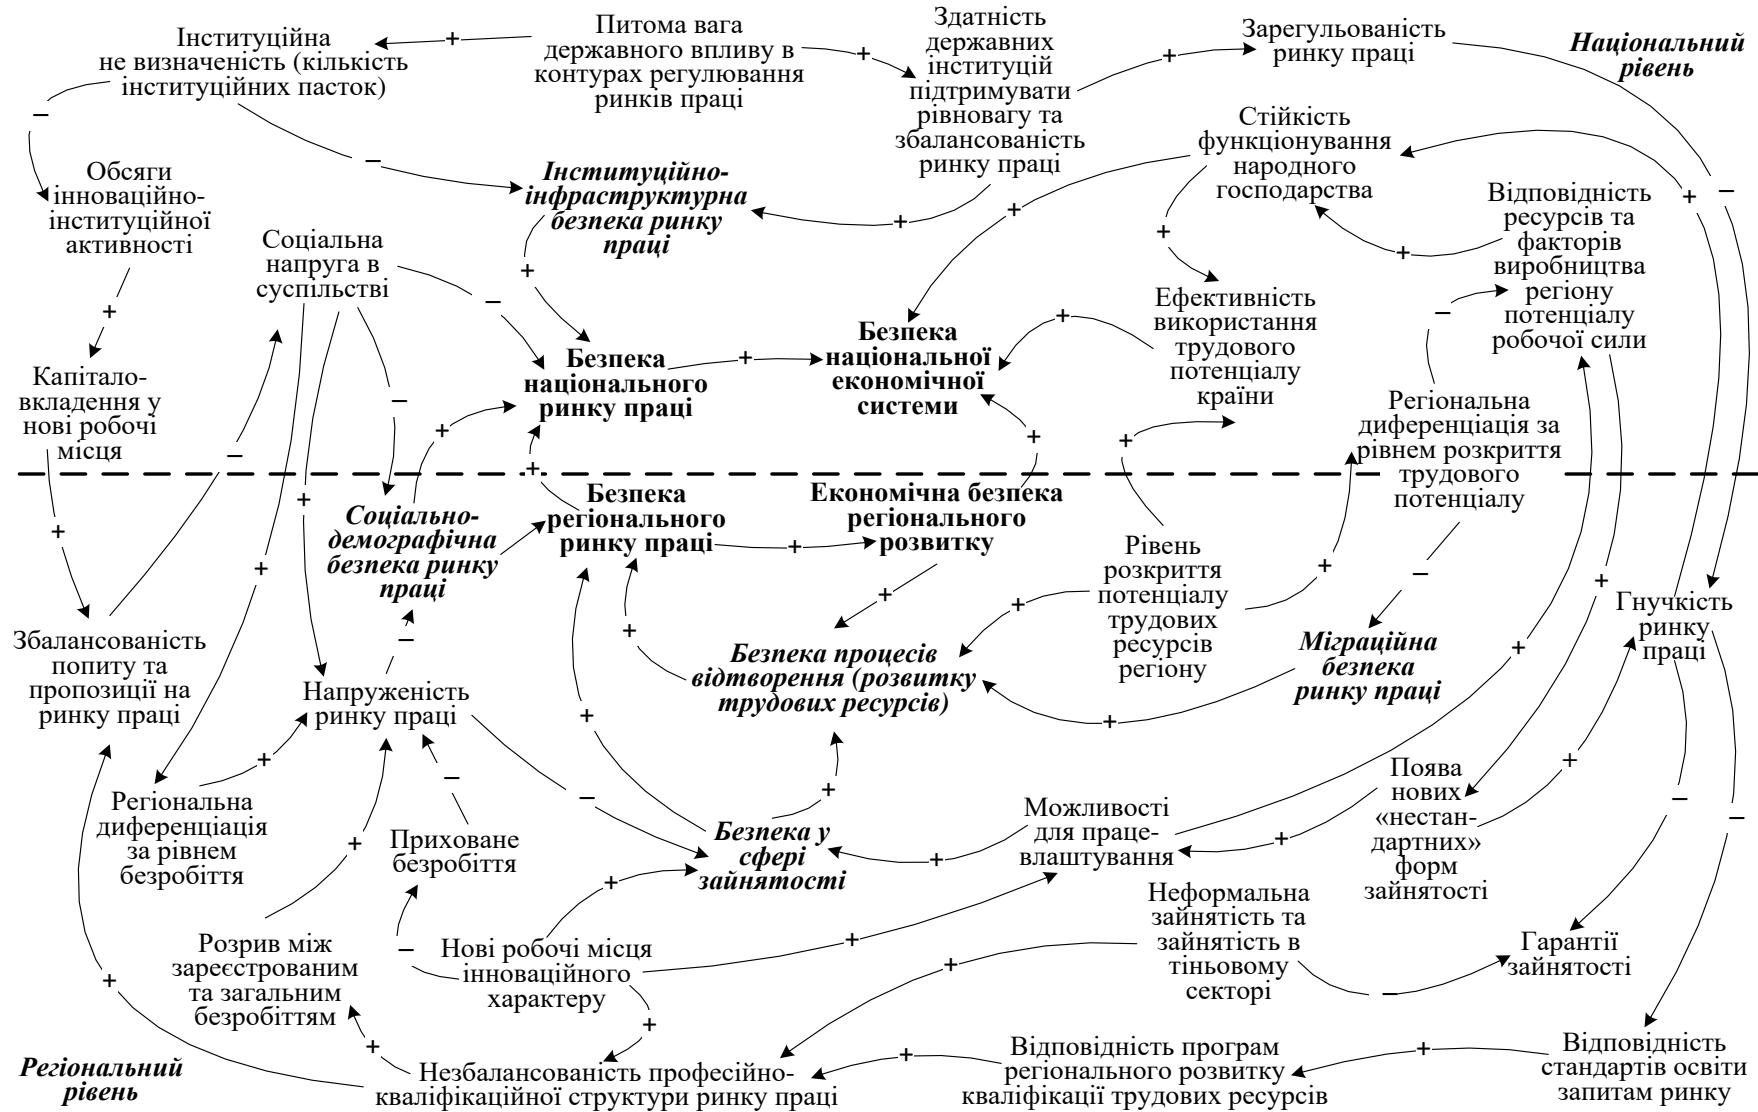 Інституційна
не визначеність (кількість
інституційних пасток)
Питома вага
державного впливу в
контурах регулювання
ринків праці
Здатність
державних
інституцій
підтримувати
рівновагу та
збалансованість
ринку праці
Зарегульованість
ринку праці
Національний
рівень
Стійкість
функціонування
народного
господарства
Обсяги
інноваційно-
інституційної
активності
Інституційно-
інфраструктурна
безпека ринку
праці
Відповідність
ресурсів та
факторів
виробництва
регіону
потенціалу
робочої сили
Соціальна
напруга в
суспільстві
Ефективність
використання
трудового
потенціалу
країни
Безпека
національного
ринку праці
Безпека
національної
економічної
системи
Капітало-
вкладення у
нові робочі
місця
Регіональна
диференціація за
рівнем розкриття
трудового
потенціалу
Соціально-
демографічна
безпека ринку
праці
Безпека
регіонального
ринку праці
Економічна безпека
регіонального
розвитку
Рівень
розкриття
потенціалу
трудових
ресурсів
регіону
Гнучкість
ринку
праці
Збалансованість
попиту та
пропозиції на
ринку праці
Напруженість
ринку праці
Безпека процесів
відтворення (розвитку
трудових ресурсів)
Міграційна
безпека
ринку праці
Регіональна
диференціація
за рівнем
безробіття
Приховане
безробіття
Безпека у
сфері
зайнятості
Можливості
для праце-
влаштування
Поява
нових
«нестан-
дартних»
форм
зайнятості
Розрив між
зареєстрованим
та загальним
безробіттям
Нові робочі місця
інноваційного
характеру
Неформальна
зайнятість та
зайнятість в
тіньовому
секторі
Гарантії
зайнятості
Регіональний
рівень
Незбалансованість професійно-
кваліфікаційної структури ринку праці
Відповідність програм
регіонального розвитку
кваліфікації трудових ресурсів
Відповідність
стандартів освіти
запитам ринку